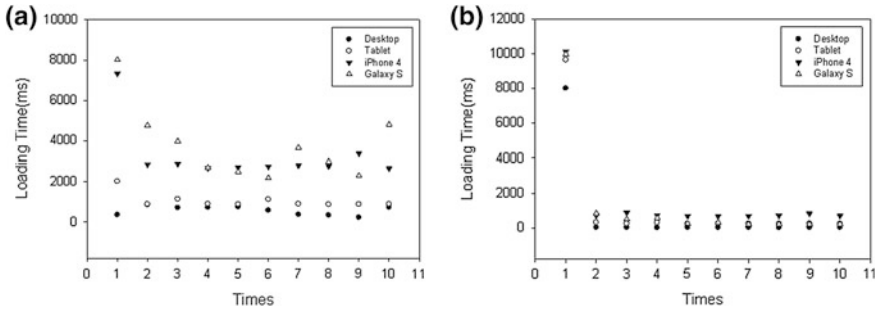 (a)
10000
8000
6000
4000
2000
0
Loading Time(ms)
Desktop
Tablet
iPhone 4
Galaxy S
0 1 2 3 4 5 6 7 8 9 10 11
Times
(b)
12000
10000
8000
6000
4000
2000
0
Loading Time(ms)
Desktop
Tablet
iPhone 4
Galaxy S
0 1 2 3 4 5 6 7 8 9 10 11
Times